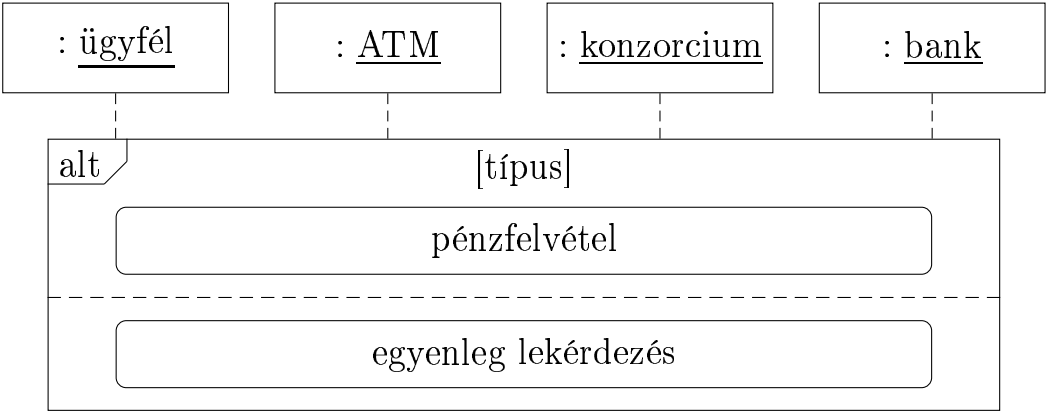 : ügyfél
: ATM
: konzorcium
: bank
alt
[típus]
pénzfelvétel
egyenleg lekérdezés